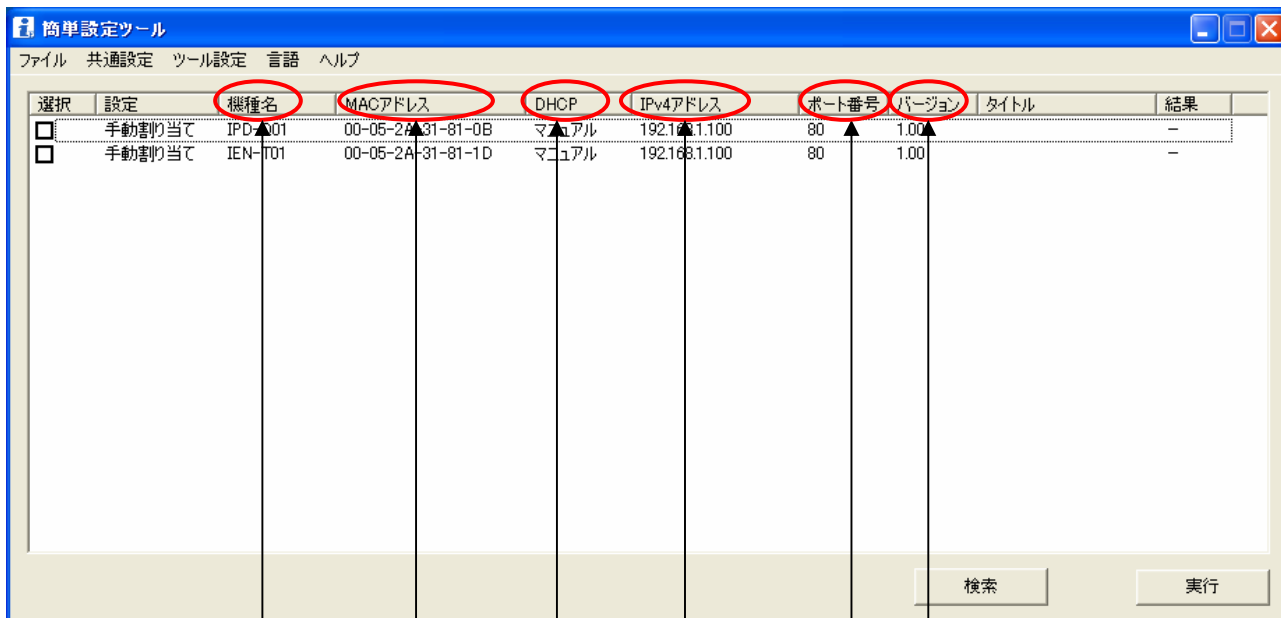 簡単設定ツール
ファイル 共通設定 ツール設定 言語 ヘルプ
選択 設定 機種名 MACアドレス DHCP IPv4アドレス ポート番号 バージョン タイトル 結果
手動割り当て 00-05-2A-31-81-0B マニュアル 192.168.1.100 80 1.00 -
手動割り当て IEN-T01 00-05-2A-31-81-1D マニュアル 192.168.1.100 80 1.00 -
検索 実行